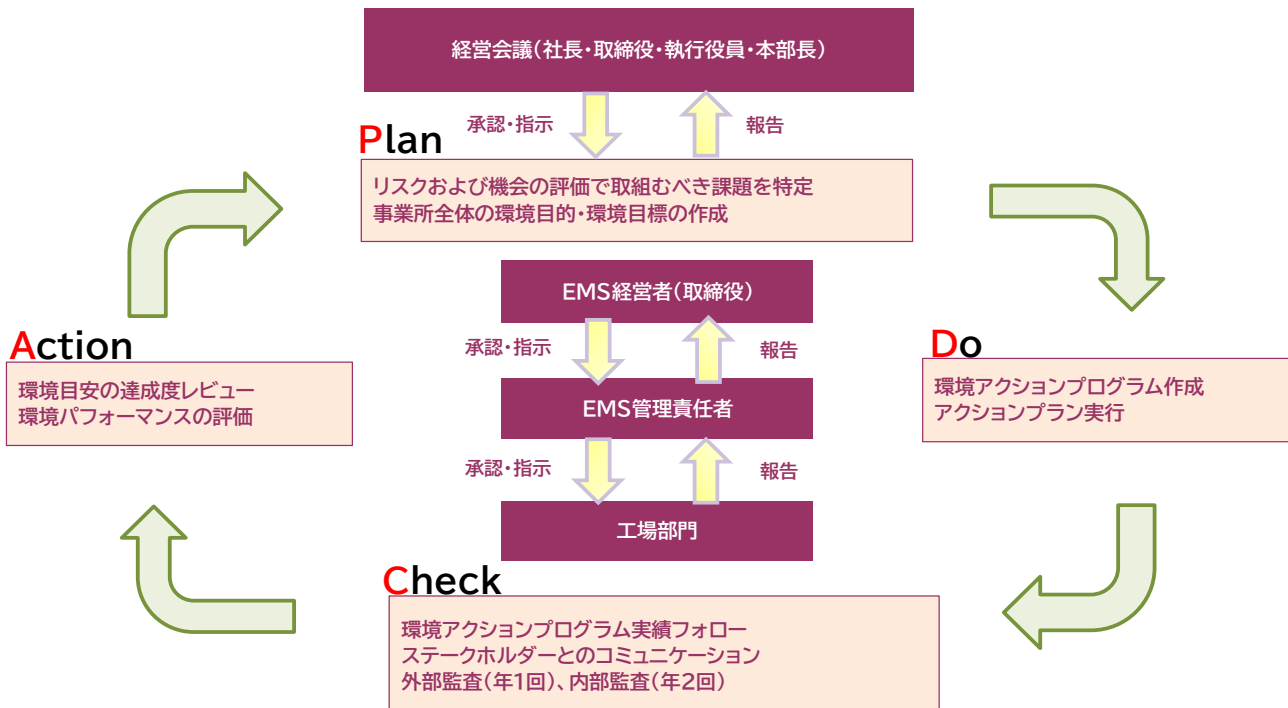 経営会議(社長・取締役・執行役員・本部長)
承認・指示
報告
Plan
リスクおよび機会の評価で取組むべき課題を特定
事業所全体の環境目的・環境目標の作成
EMS経営者(取締役)
承認・指示
報告
Action
環境目安の達成度レビュー
環境パフォーマンスの評価
Do
環境アクションプログラム作成
アクションプラン実行
EMS管理責任者
承認・指示
報告
工場部門
Check
環境アクションプログラム実績フォロー
ステークホルダーとのコミュニケーション
外部監査(年1回)、内部監査(年2回)